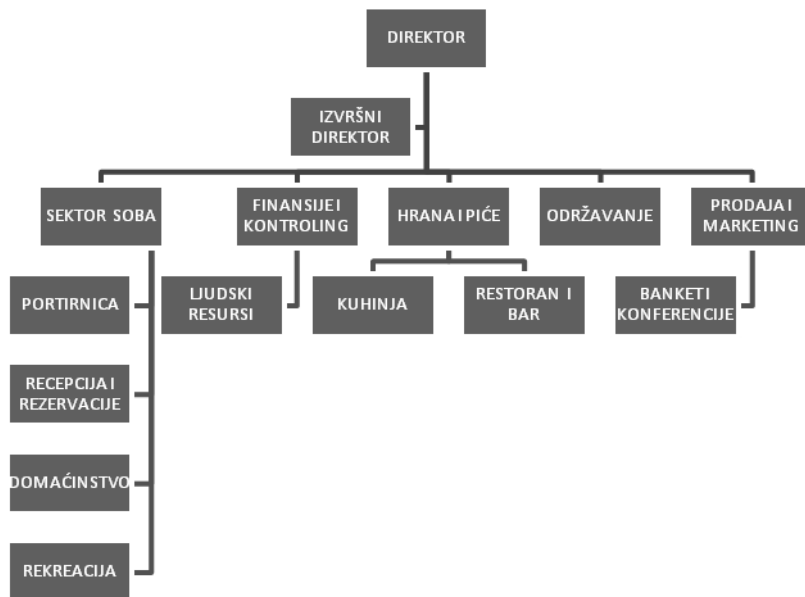 DIREKTOR
IZVRŠNI
DIREKTOR
SEKTOR SOBA
FINANSIJE I
KONTROLING
HRANA I PIĆE
ODRŽAVANJE
PRODAJA I
MARKETING
PORTIRNICA
LJUDSKI
RESURSI
KUHINJA
RESTORAN I
BAR
BANKET I
KONFERENCIJE
RECEPCIJA I
REZERVACIJE
DOMAĆINSTVO
REKREACIJA